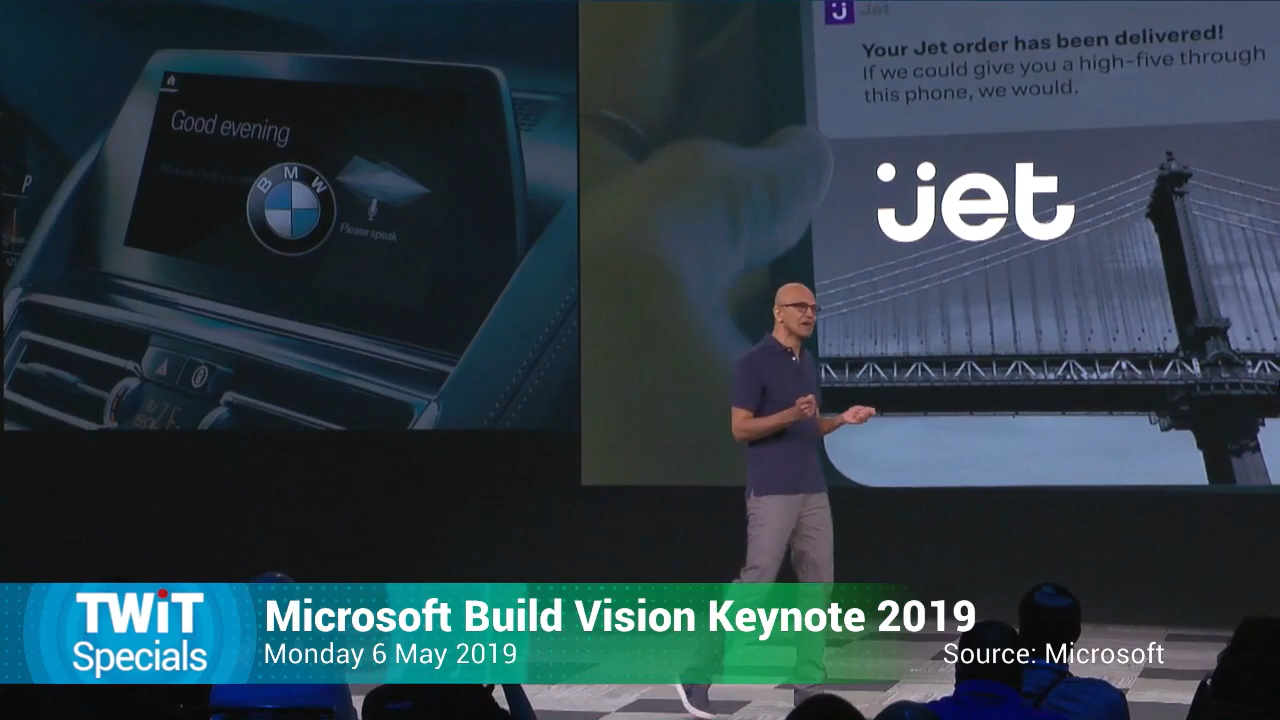 Jet
Your Jet order has been delivered!
If we could give you a high-five through
this phone, we would.
Good evening
BMW
Please speak
P
jet
TWiT
Specials
Microsoft Build Vision Keynote 2019
Monday 6 May 2019
Source: Microsoft